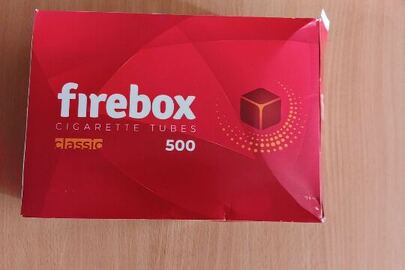 firebox
CIGARETTE TUBES
classic 500